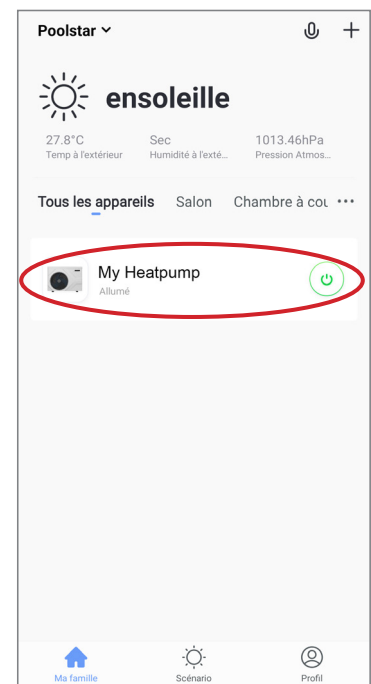 Poolstar
ensoleille
27.8°C Sec 1013.46hPa
Temp à l'extérieur Humidité à l'exté... Pression Atmos...
Tous les appareils Salon Chambre à cou
My Heatpump
Allumé
Ma famille Scénario Profil